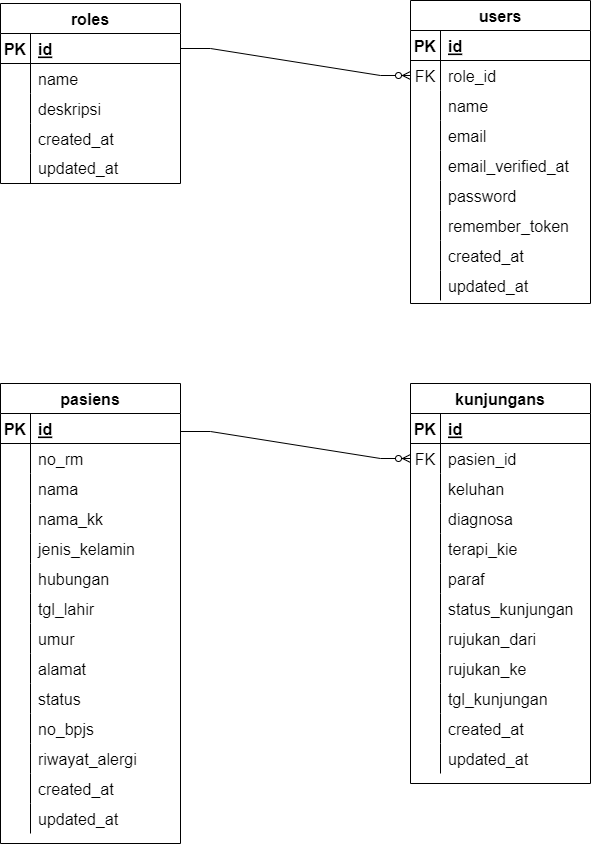 roles
PK id
name
deskripsi
created_at
updated_at
users
PK id
FK role_id
name
email
email_verified_at
password
remember_token
created_at
updated_at
pasiens
PK id
no_rm
nama
nama_kk
jenis_kelamin
hubungan
tgl_lahir
umur
alamat
status
no_bpjs
riwayat_alergi
created_at
updated_at
kunjungans
PK id
FK pasien_id
keluhan
diagnosa
terapi_kie
paraf
status_kunjungan
rujukan_dari
rujukan_ke
tgl_kunjungan
created_at
updated_at